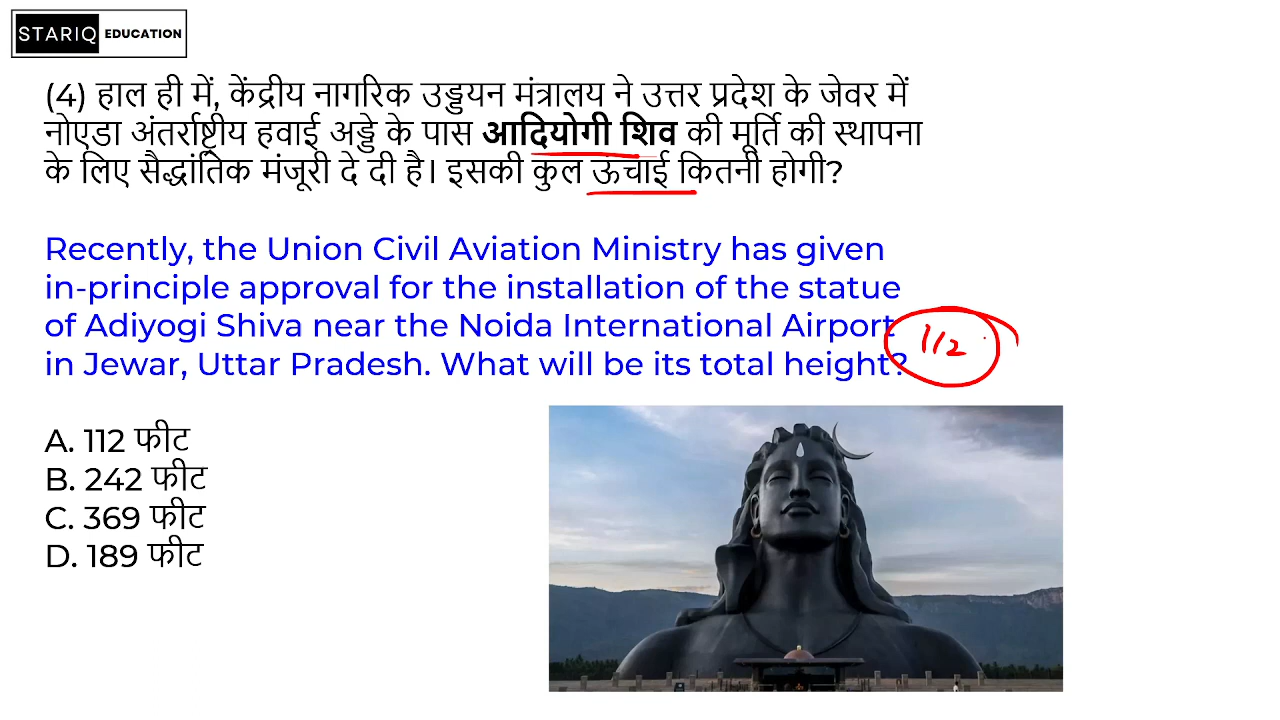 STARIQ EDUCATION
(4) हाल ही में, केंद्रीय नागरिक उड्डयन मंत्रालय ने उत्तर प्रदेश के जेवर में
नोएडा अंतर्राष्ट्रीय हवाई अड्डे के पास आदियोगी शिव की मूर्ति की स्थापना
के लिए सैद्धांतिक मंजूरी दे दी है। इसकी कुल ऊंचाई कितनी होगी?
Recently, the Union Civil Aviation Ministry has given
in-principle approval for the installation of the statue
of Adiyogi Shiva near the Noida International Airport
in Jewar, Uttar Pradesh. What will be its total height?
112
A. 112 फीट
B. 242 फीट
C. 369 फीट
D. 189 फीट